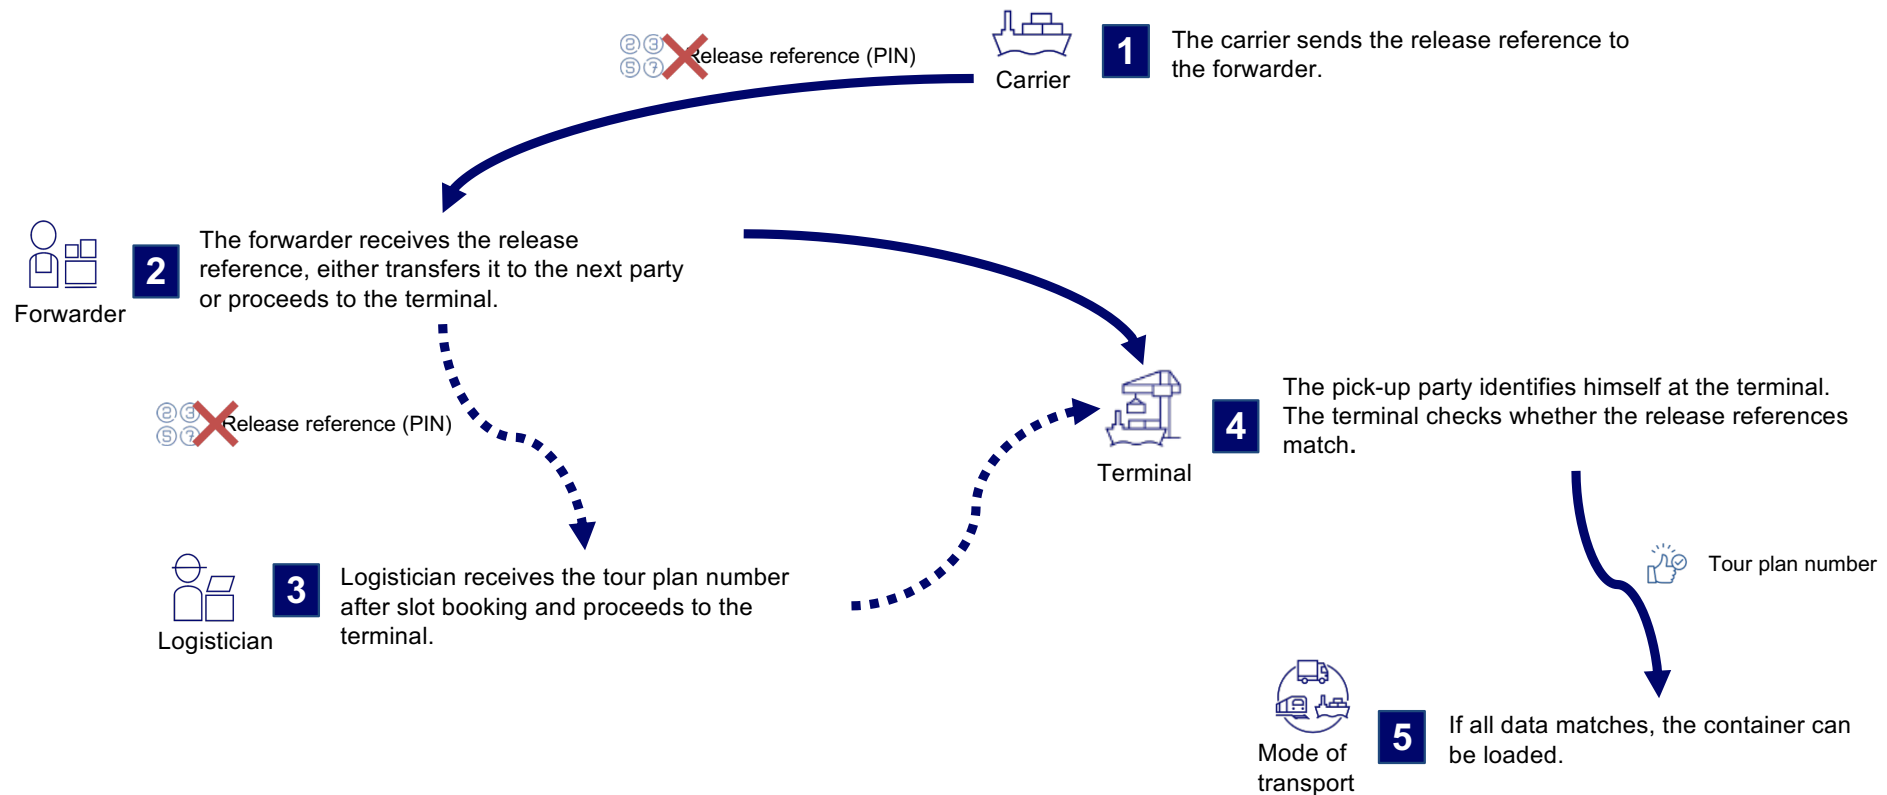 Release reference (PIN)
Carrier
1
The carrier sends the release reference to
the forwarder.
Forwarder
2
The forwarder receives the release
reference, either transfers it to the next party
or proceeds to the terminal.
Release reference (PIN)
Terminal
4
The pick-up party identifies himself at the terminal.
The terminal checks whether the release references
match.
Logistician
3
Logistician receives the tour plan number
after slot booking and proceeds to the
terminal.
Tour plan number
Mode of
transport
5
If all data matches, the container can
be loaded.